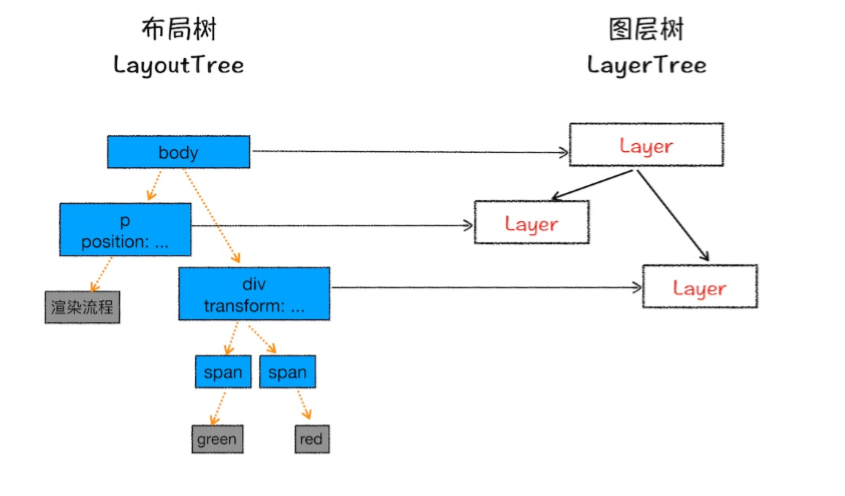 布局树
LayoutTree
图层树
LayerTree
body
Layer
p
position: ...
Layer
div
transform: ...
Layer
渲染流程
span
span
green
red